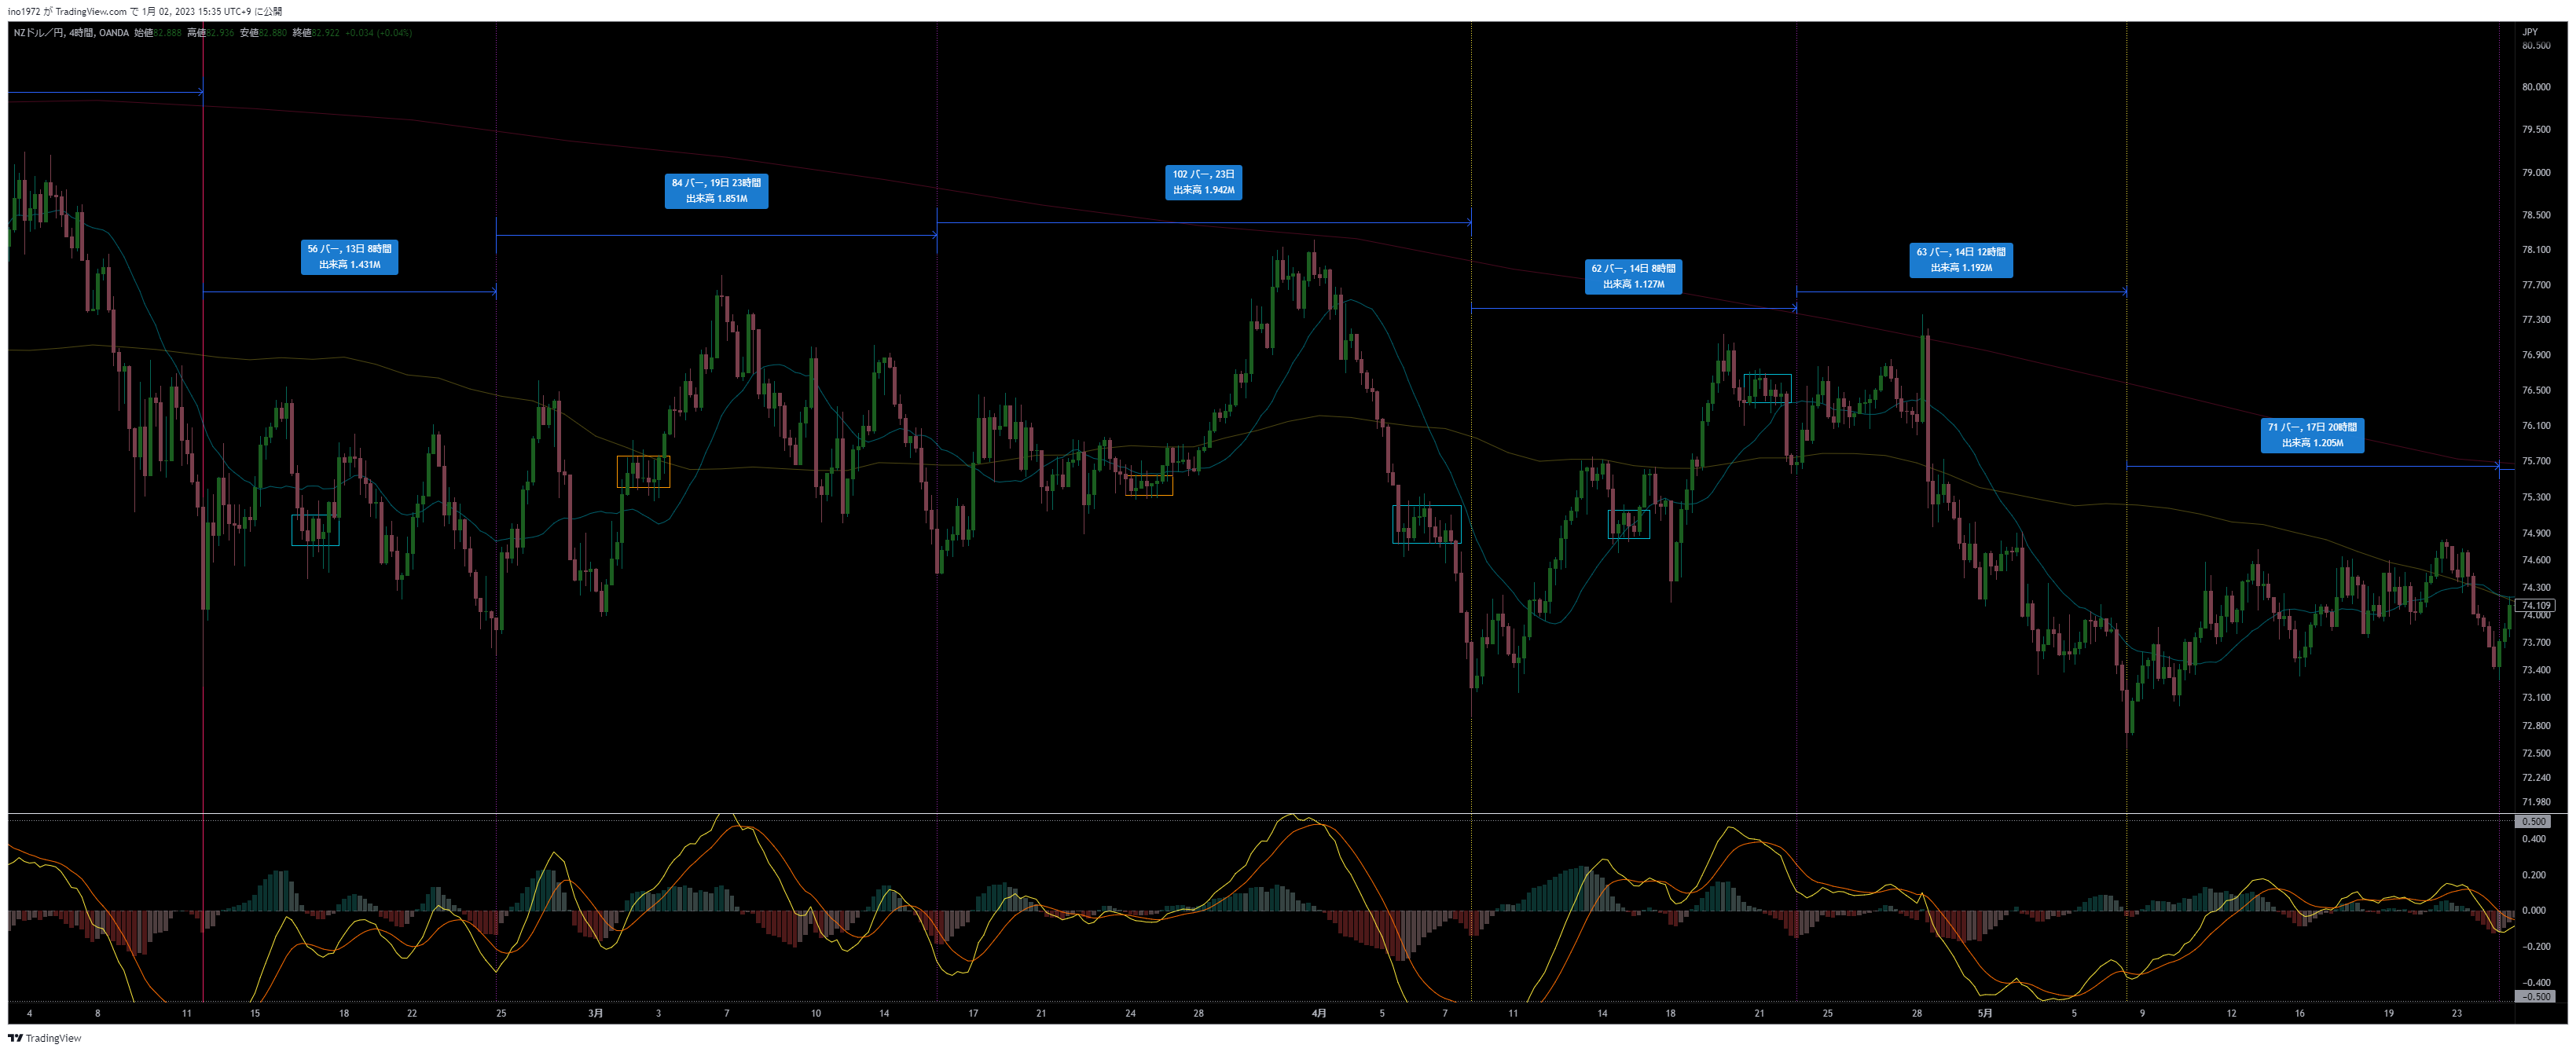 ino1972 が TradingView.com で 1月 02, 2023 15:35 UTC+9 に公開
NZドル／円, 4時間, OANDA 始値82.888 高値82.936 安値82.880 終値82.922 +0.034 (+0.04%)
JPY
80.500
80.000
79.500
79.000
78.500
78.100
77.700
77.300
76.900
76.500
76.100
75.700
75.300
74.900
74.600
74.300
74.109
74.000
73.700
73.400
73.100
72.800
72.500
72.240
71.980
56 バー, 13日 8時間
出来高 1.431M
84 バー, 19日 23時間
出来高 1.851M
102 バー, 23日
出来高 1.942M
62 バー, 14日 8時間
出来高 1.127M
63 バー, 14日 12時間
出来高 1.192M
71 バー, 17日 20時間
出来高 1.205M
0.500
0.400
0.200
0.000
−0.200
−0.400
−0.500
4 8 11 15 18 22 25 3月 3 7 10 14 17 21 24 28 4月 5 7 11 14 18 21 25 28 5月 5 9 12 16 19 23
TradingView